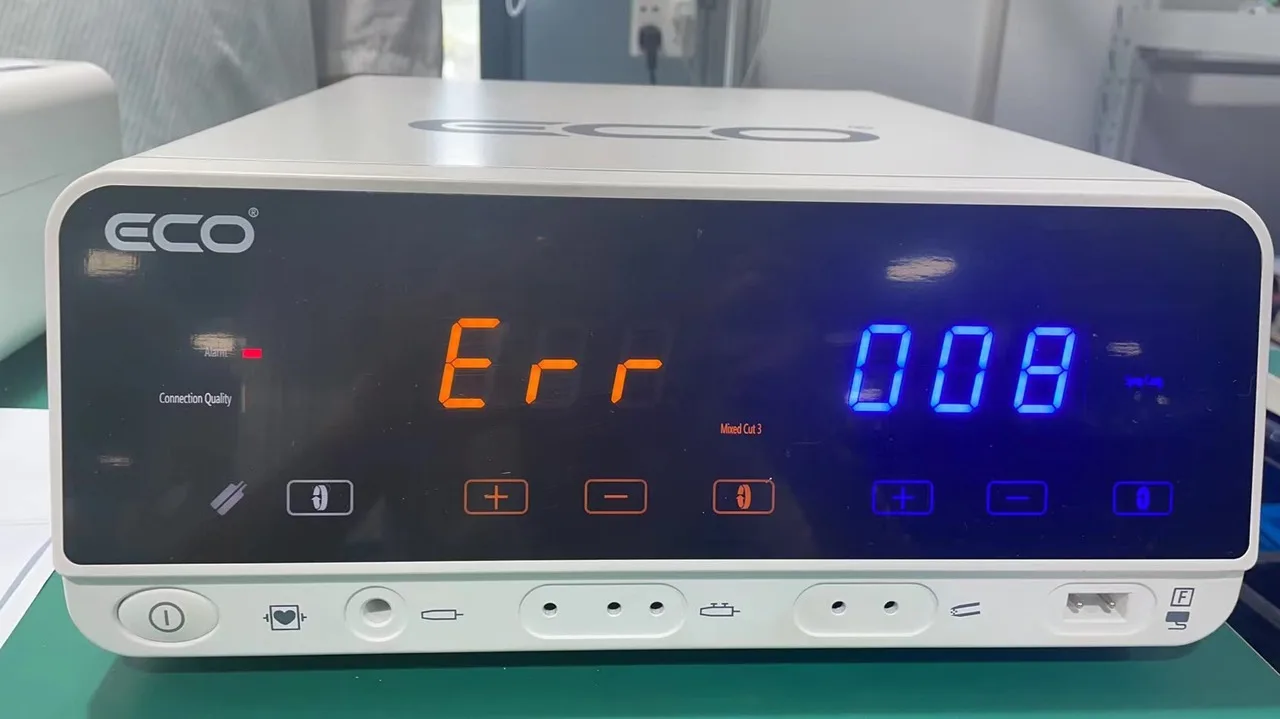 ECO
ECO®
Alarm
Err
008
Connection Quality
Mixed Cut 3
F